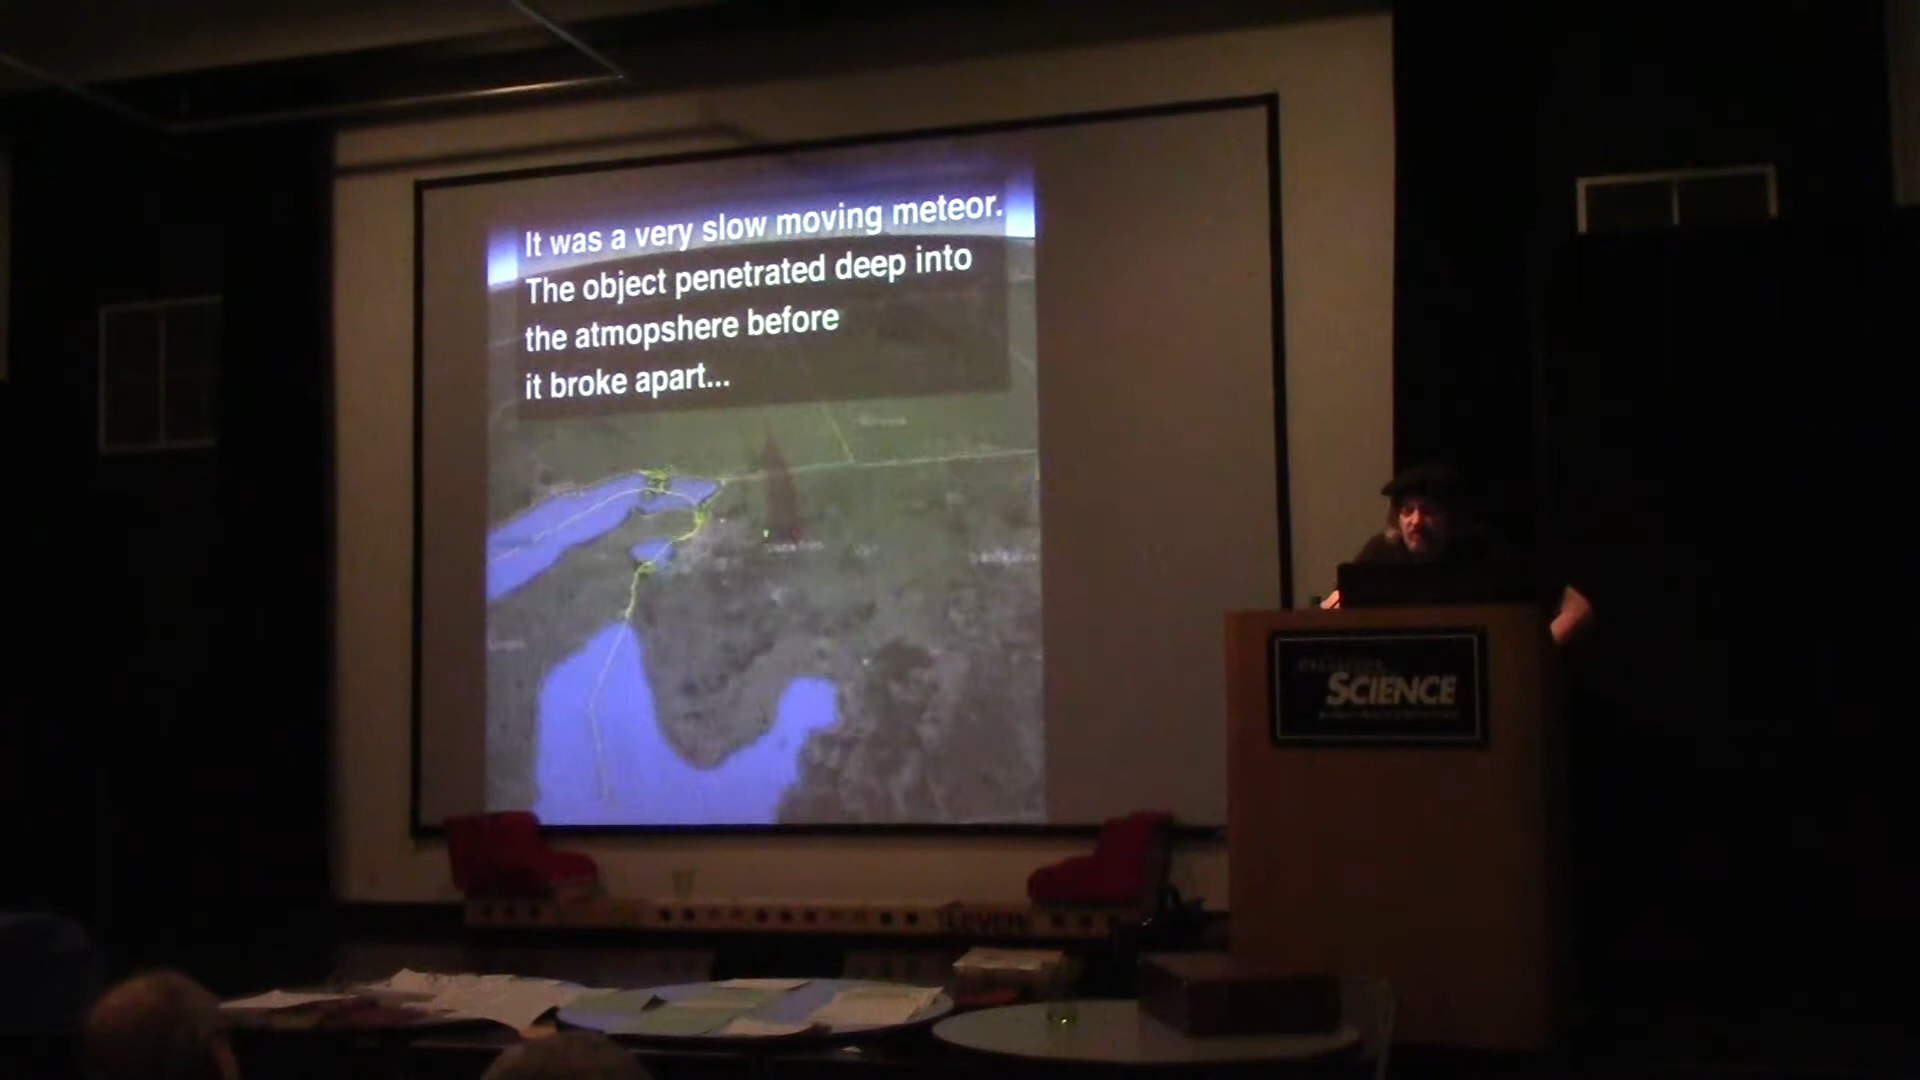 It was a very slow moving meteor.
The object penetrated deep into
the atmopshere before
it broke apart...
SCIENCE